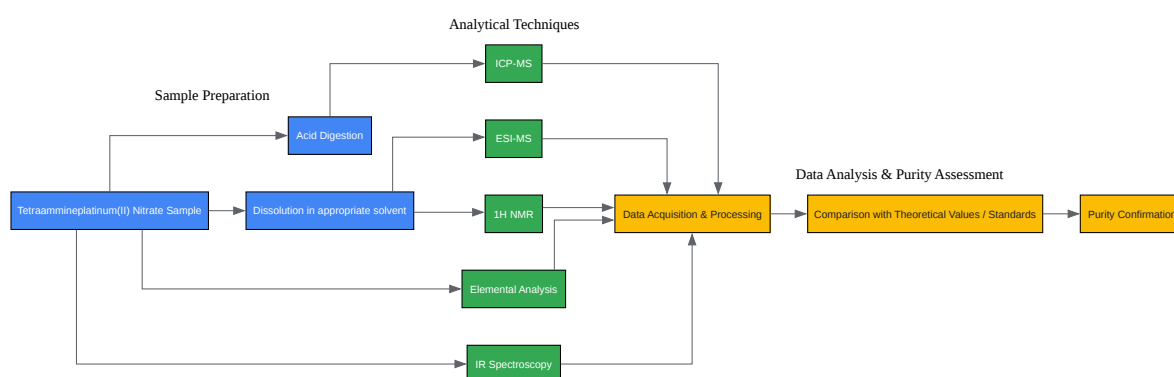 Analytical Techniques
ICP-MS
Sample Preparation
Acid Digestion
ESI-MS
Data Analysis & Purity Assessment
Tetraammineplatinum(II) Nitrate Sample
Dissolution in appropriate solvent
1H NMR
Data Acquisition & Processing
Comparison with Theoretical Values / Standards
Purity Confirmation
Elemental Analysis
IR Spectroscopy